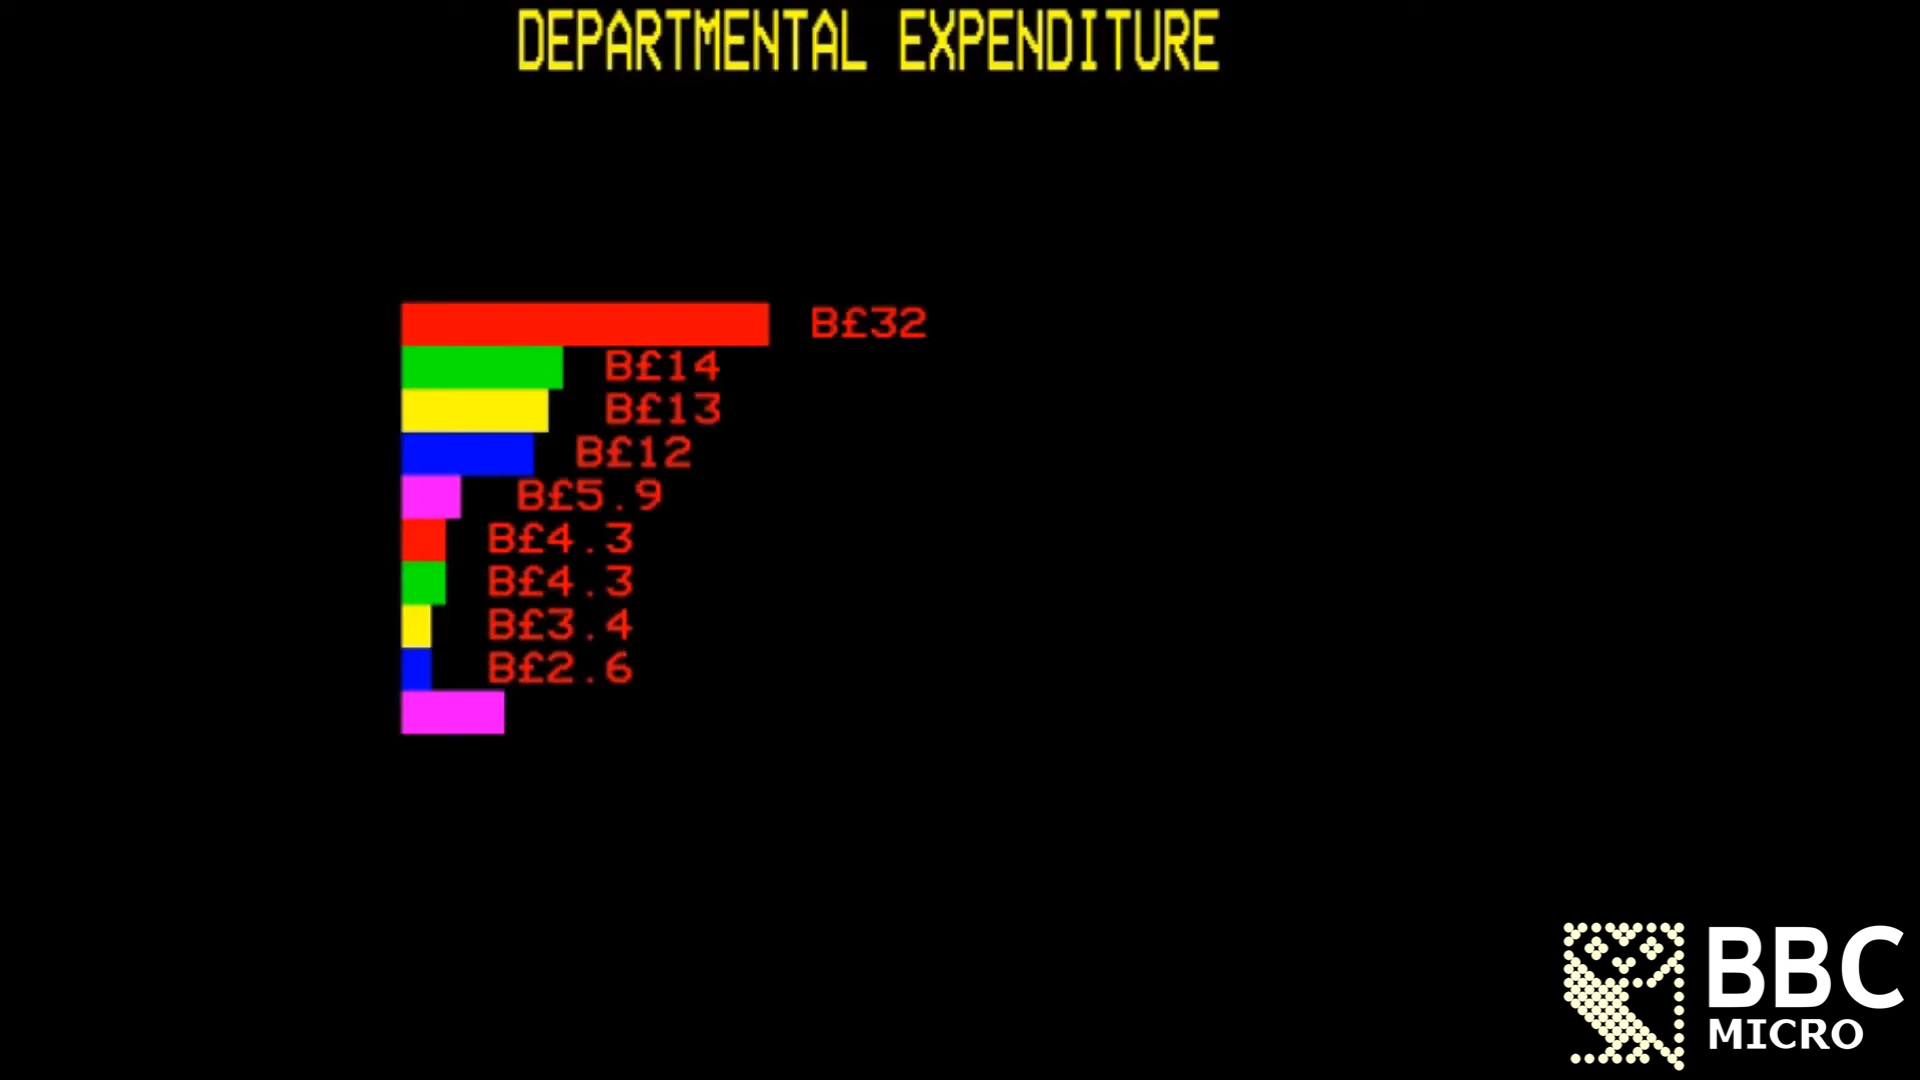 DEPARTMENTAL EXPENDITURE
B£32
B£14
B£13
B£12
B£5.9
B£4.3
B£4.3
B£3.4
B£2.6
BBC
MICRO